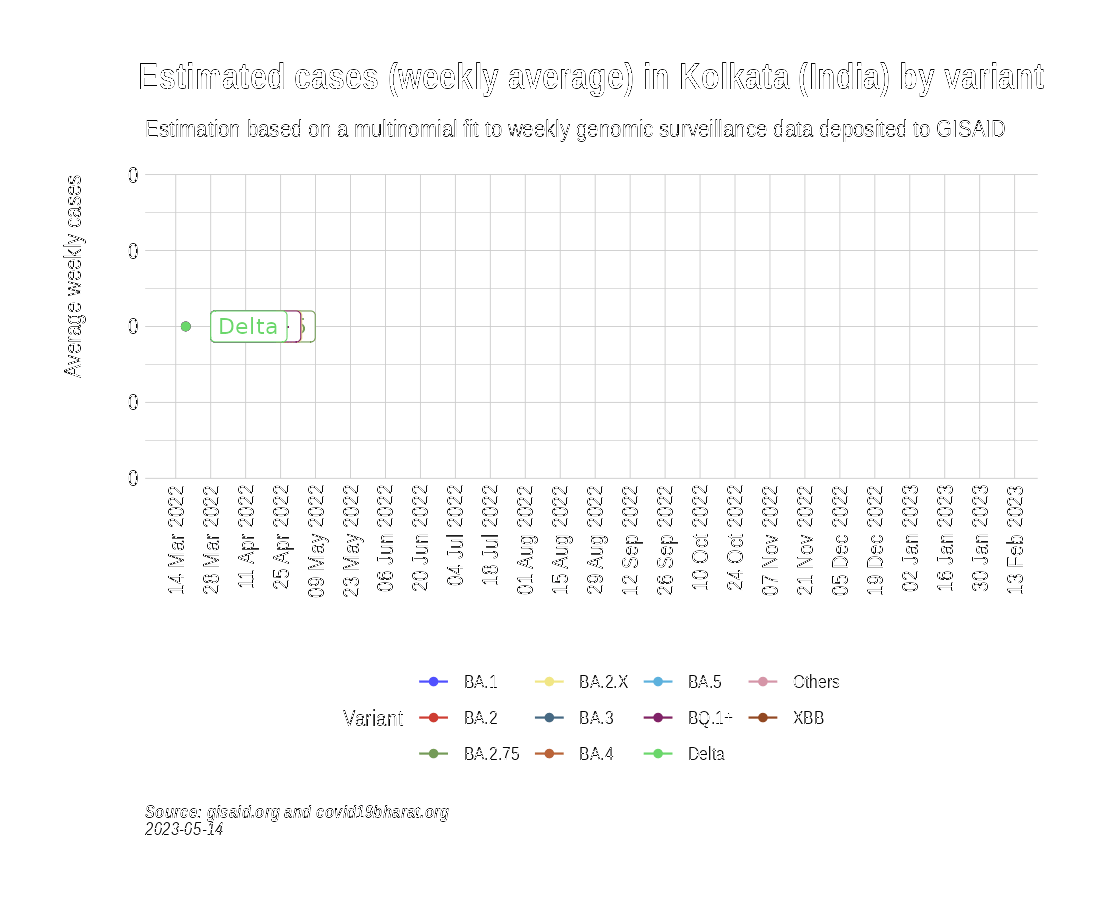 Estimated cases (weekly average) in Kolkata (India) by variant
Estimation based on a multinomial fit to weekly genomic surveillance data deposited to GISAID
Average weekly cases
0
0
0
0
0
Delta
14 Mar 2022
28 Mar 2022
11 Apr 2022
25 Apr 2022
09 May 2022
23 May 2022
06 Jun 2022
20 Jun 2022
04 Jul 2022
18 Jul 2022
01 Aug 2022
15 Aug 2022
29 Aug 2022
12 Sep 2022
26 Sep 2022
10 Oct 2022
24 Oct 2022
07 Nov 2022
21 Nov 2022
05 Dec 2022
19 Dec 2022
02 Jan 2023
16 Jan 2023
30 Jan 2023
13 Feb 2023
BA.1 BA.2.X BA.5 Others
Variant BA.2 BA.3 BQ.1+ XBB
BA.2.75 BA.4 Delta
Source: gisaid.org and covid19bharat.org
2023-05-14